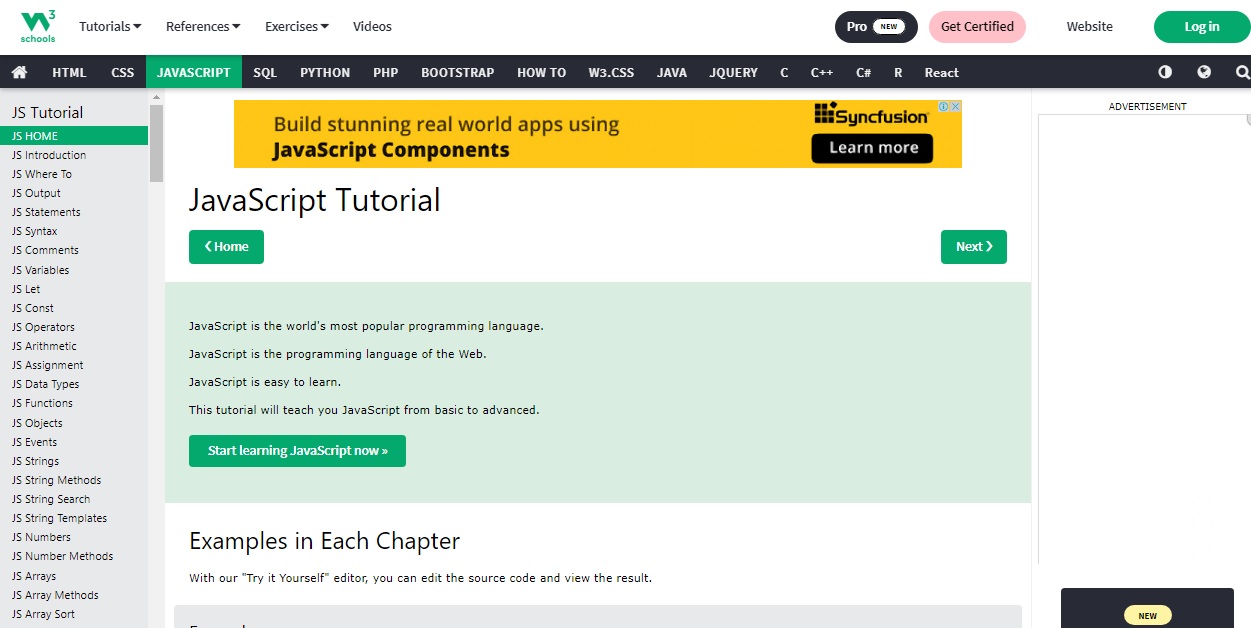 W3
schools
Tutorials
References
Exercises
Videos
Pro NEW
Get Certified
Website
Log in
HTML
CSS
JAVASCRIPT
SQL
PYTHON
PHP
BOOTSTRAP
HOW TO
W3.CSS
JAVA
JQUERY
C
C++
C#
R
React
JS Tutorial
JS HOME
JS Introduction
JS Where To
JS Output
JS Statements
JS Syntax
JS Comments
JS Variables
JS Let
JS Const
JS Operators
JS Arithmetic
JS Assignment
JS Data Types
JS Functions
JS Objects
JS Events
JS Strings
JS String Methods
JS String Search
JS String Templates
JS Numbers
JS Number Methods
JS Arrays
JS Array Methods
JS Array Sort
Build stunning real world apps using
JavaScript Components
Syncfusion
Learn more
JavaScript Tutorial
❮ Home
Next ❯
JavaScript is the world's most popular programming language.
JavaScript is the programming language of the Web.
JavaScript is easy to learn.
This tutorial will teach you JavaScript from basic to advanced.
Start learning JavaScript now »
Examples in Each Chapter
With our "Try it Yourself" editor, you can edit the source code and view the result.
ADVERTISEMENT
NEW